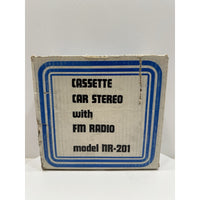 CASSETTE
CAR STEREO
with
FM RADIO
model NR-201